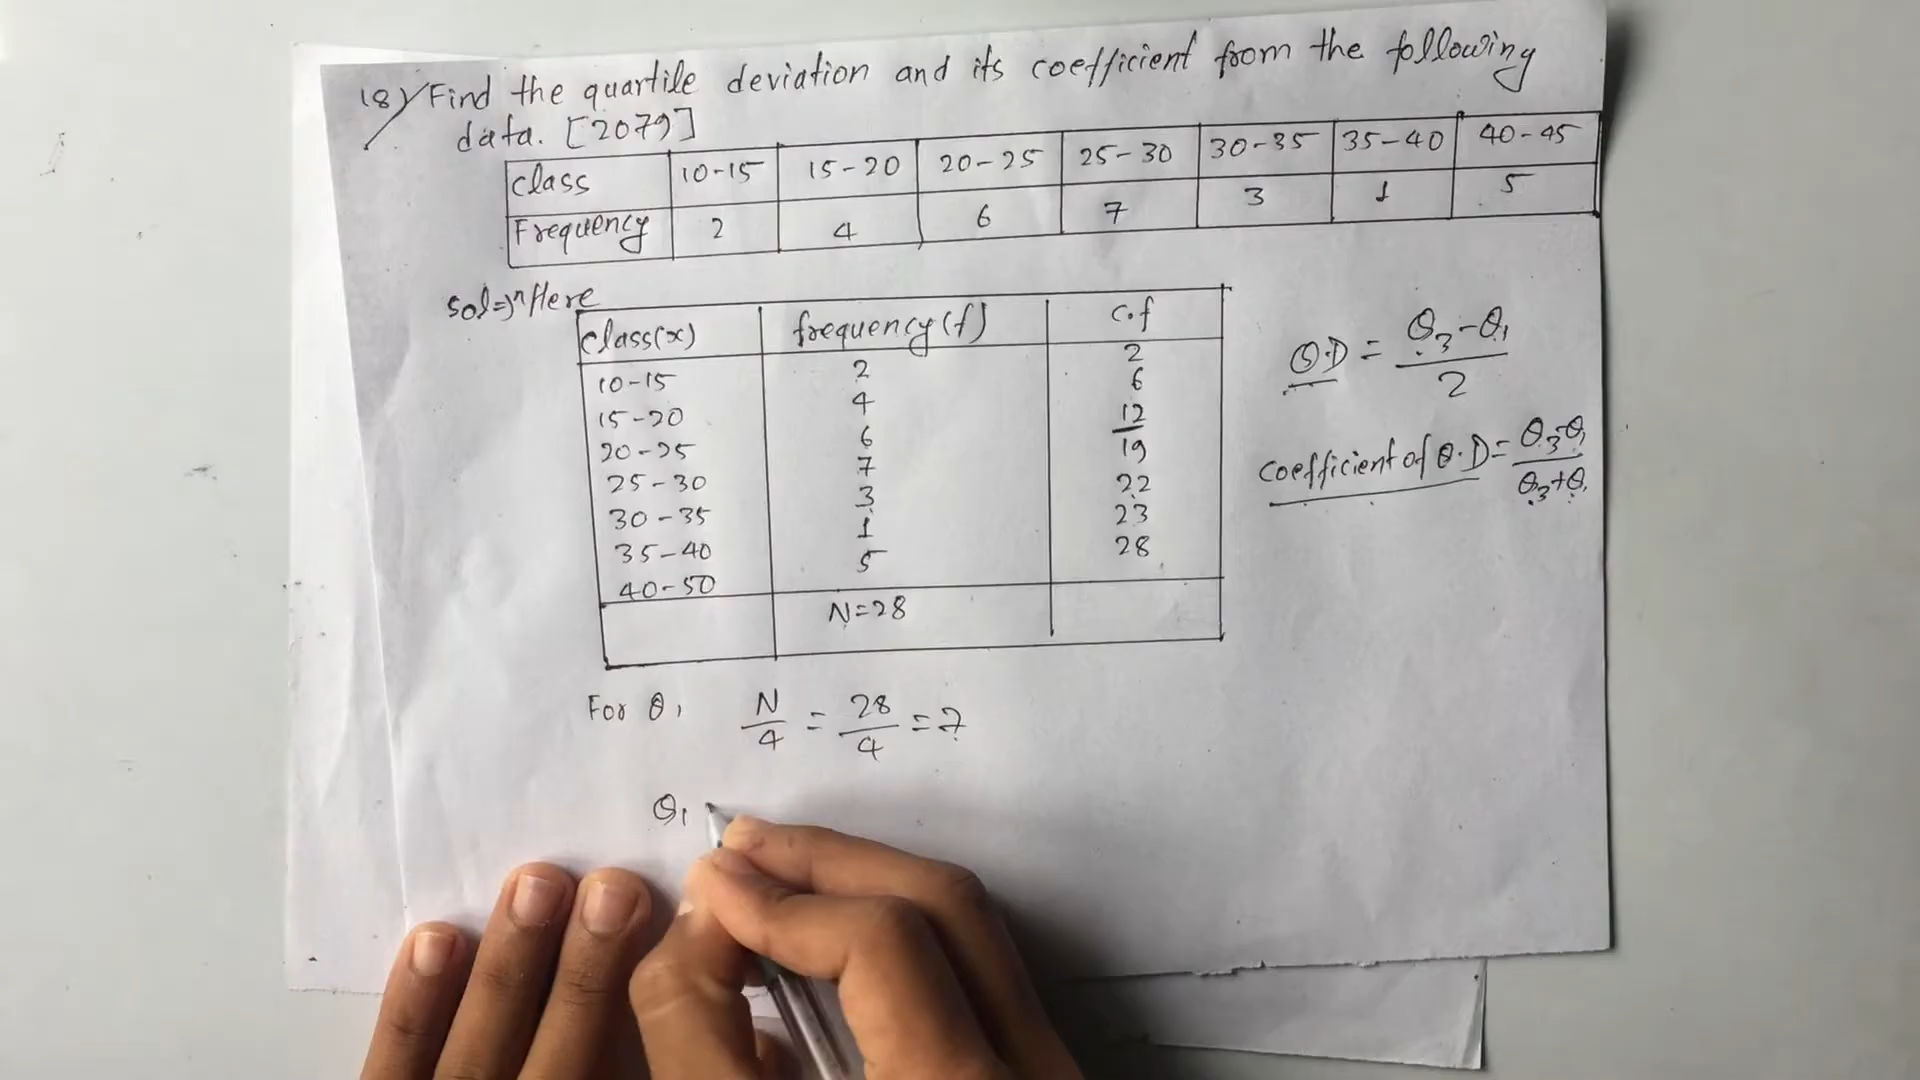 18) Find the quartile deviation and its coefficient from the following
data. [2079]
class 10-15 15-20 20-25 25-30 30-35 35-40 40-45
Frequency 2 4 6 7 3 1 5
Here
class(x) frequency(f) c.f
10-15 2 2
15-20 4 6
20-25 6 12
25-30 7 19
30-35 3 22
35-40 1 23
40-50 5 28
N=28
Q.D = Q3-Q1/2
coefficient of Q.D = Q3-Q1/Q3+Q1
For Q1 N/4 = 28/4 = 7
Q1